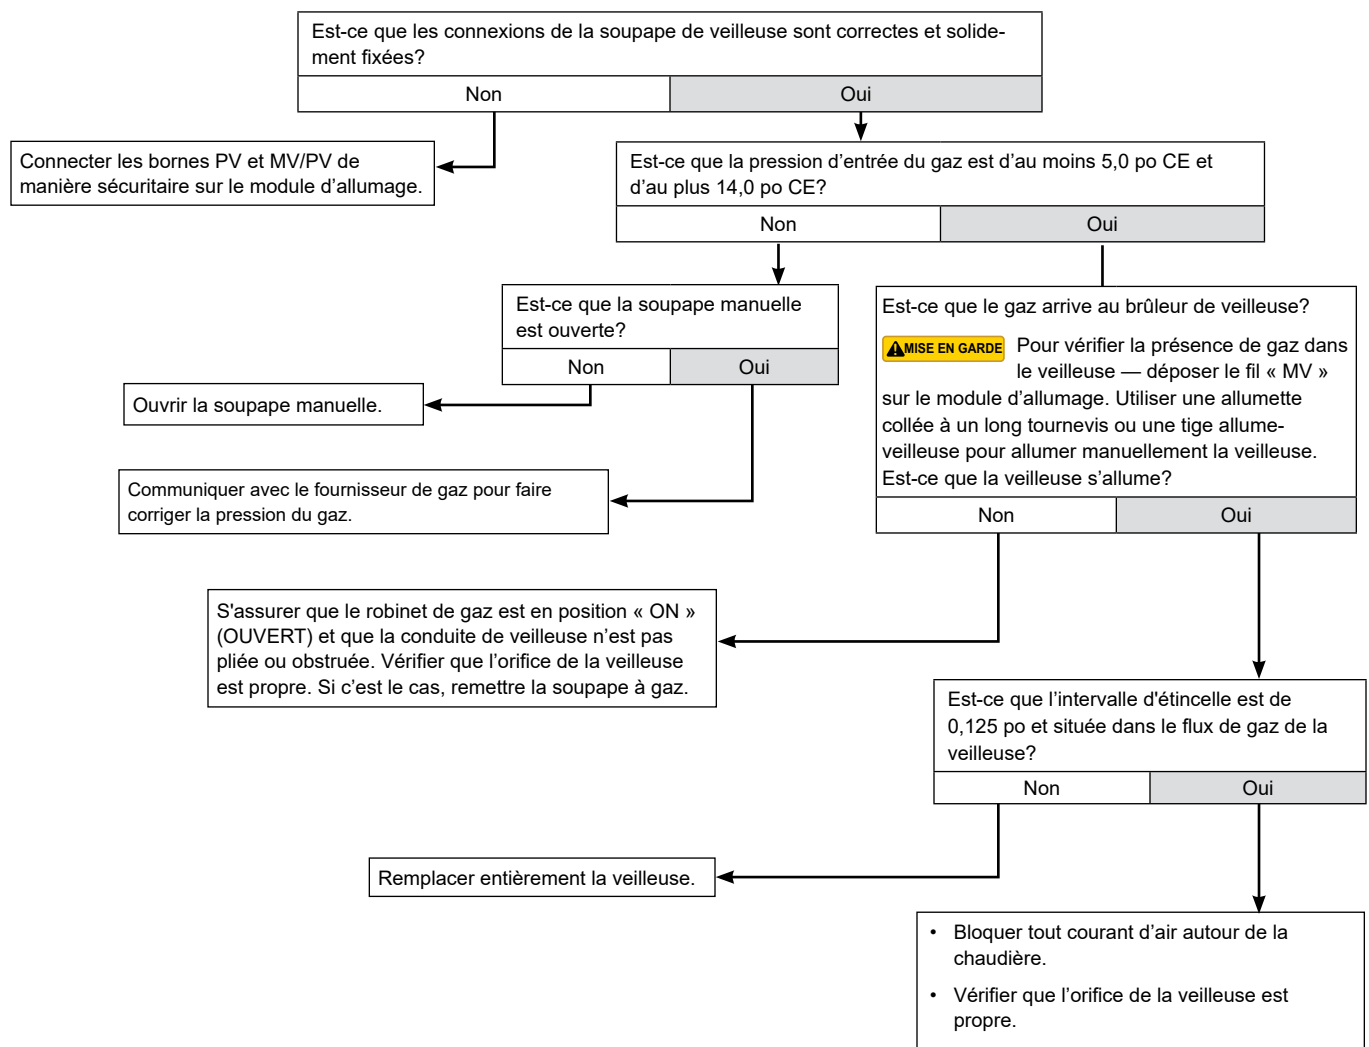 Est-ce que les connexions de la soupape de veilleuse sont correctes et solide-
ment fixées?
Non
Oui
Connecter les bornes PV et MV/PV de
manière sécuritaire sur le module d'allumage.
Est-ce que la pression d'entrée du gaz est d'au moins 5,0 po CE et
d'au plus 14,0 po CE?
Non
Oui
Est-ce que la soupape manuelle
est ouverte?
Non
Oui
Ouvrir la soupape manuelle.
Communiquer avec le fournisseur de gaz pour faire
corriger la pression du gaz.
Est-ce que le gaz arrive au brûleur de veilleuse?
MISE EN GARDE Pour vérifier la présence de gaz dans
le veilleuse — déposer le fil « MV »
sur le module d'allumage. Utiliser une allumette
collée à un long tournevis ou une tige allume-
veilleuse pour allumer manuellement la veilleuse.
Est-ce que la veilleuse s'allume?
Non
Oui
S'assurer que le robinet de gaz est en position « ON »
(OUVERT) et que la conduite de veilleuse n'est pas
pliée ou obstruée. Vérifier que l'orifice de la veilleuse
est propre. Si c'est le cas, remettre la soupape à gaz.
Est-ce que l'intervalle d'étincelle est de
0,125 po et située dans le flux de gaz de la
veilleuse?
Non
Oui
Remplacer entièrement la veilleuse.
• Bloquer tout courant d'air autour de la
chaudière.
• Vérifier que l'orifice de la veilleuse est
propre.